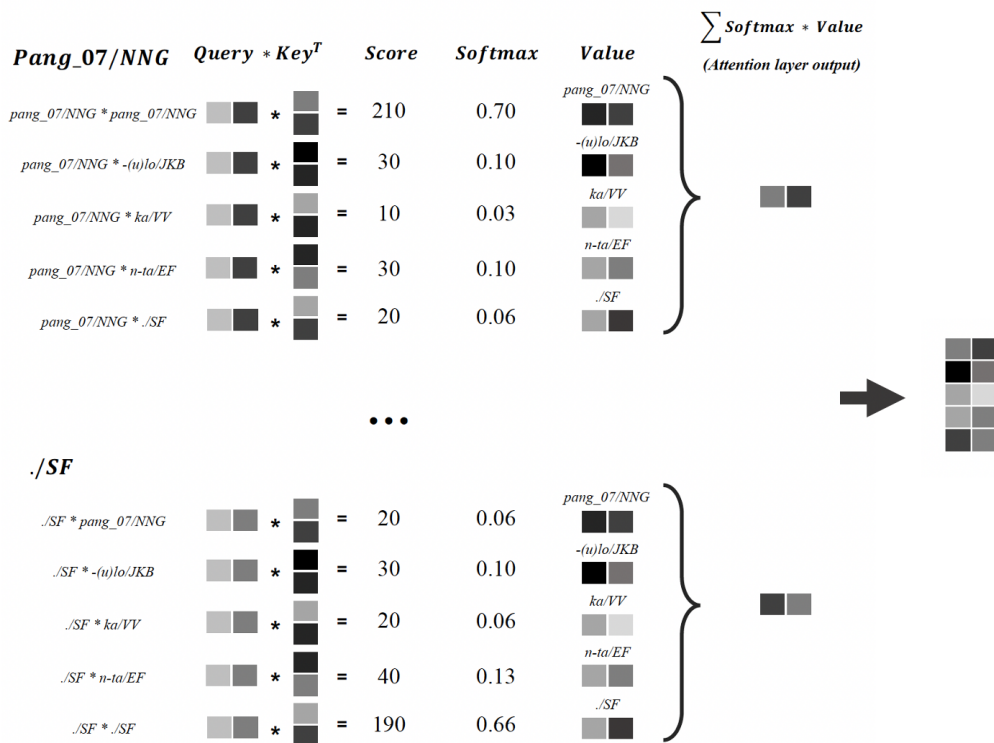 ∑ Softmax * Value
Pang_07/NNG Query * Key^T Score Softmax Value
(Attention layer output)
pang_07/NNG
pang_07/NNG * pang_07/NNG * = 210 0.70
-(u)lo/JKB
pang_07/NNG * -(u)lo/JKB * = 30 0.10
ka/VV
pang_07/NNG * ka/VV * = 10 0.03
n-ta/EF
pang_07/NNG * n-ta/EF * = 30 0.10
./SF
pang_07/NNG * ./SF * = 20 0.06
•••
./SF
pang_07/NNG
./SF * pang_07/NNG * = 20 0.06
-(u)lo/JKB
./SF * -(u)lo/JKB * = 30 0.10
ka/VV
./SF * ka/VV * = 20 0.06
n-ta/EF
./SF * n-ta/EF * = 40 0.13
./SF
./SF * ./SF * = 190 0.66